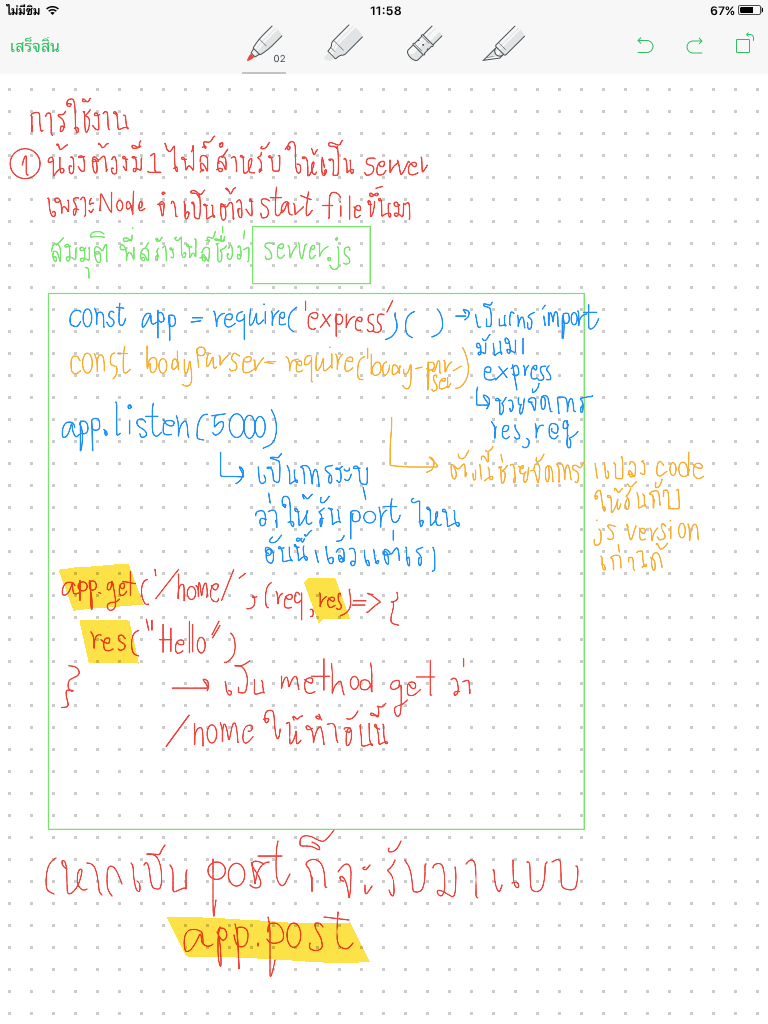 ไม่มีซิม 11:58 67%
เสร็จสิ้น 02
การใช้งาน
① น้องต้องมี 1 ไฟล์สำหรับ ให้เป็น server
เพราะ Node จำเป็นต้อง start file ขึ้นมา
สมมุติ พี่สร้างไฟล์ชื่อว่า server.js
const app = require('express')( ) → เป็นการ import
มันมา
const bodyParser = require('body-par
ser')
express
↳ ช่วยจัดการ
res, req
app.listen(5000)
↳ เป็นการระบุ
ว่าให้รับ port ไหน
อันนี้ (แล้วแต่เรา)
→ ตัวนี้ช่วยจัดการ แปลง code
ให้รันกับ
js version
เก่าได้
app.get('/home/', (req, res) => {
res("Hello")
}
→ เป็น method get ว่า
/home ให้ทำอันนี้
(หากเป็น post ก็จะรับมาแบบ
app.post